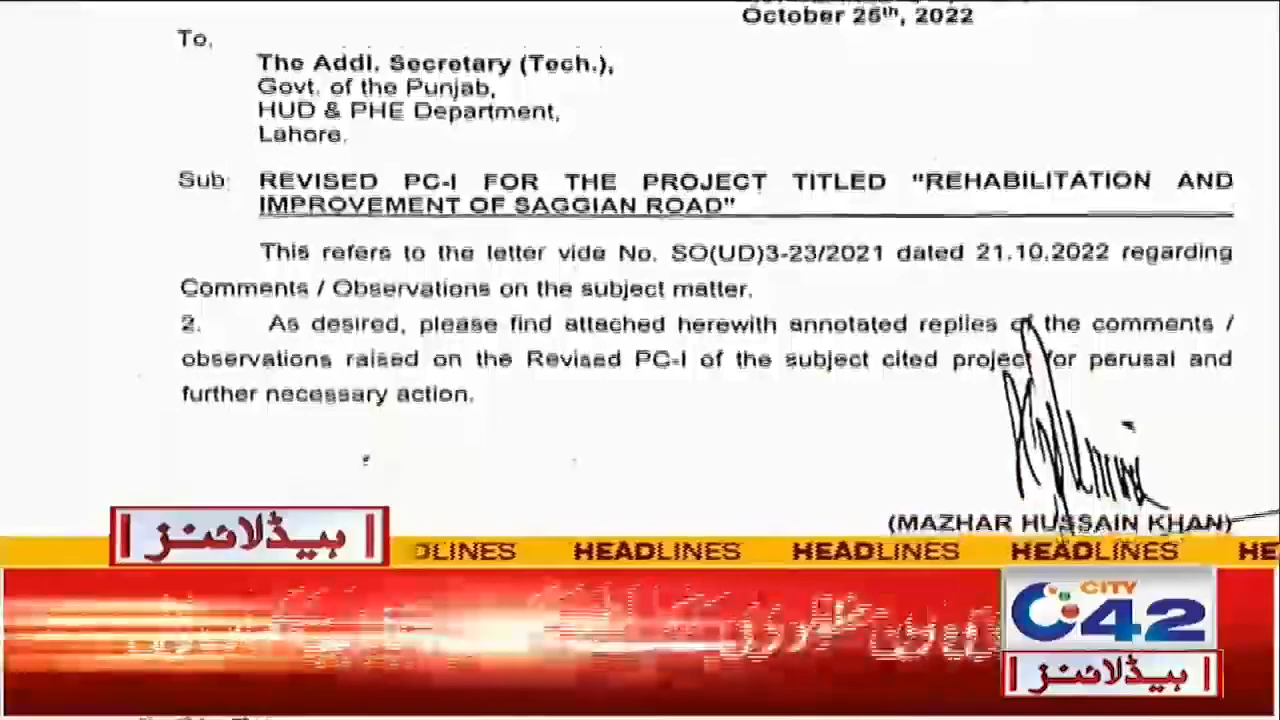 October 25th, 2022
To,
The Addl. Secretary (Tech.),
Govt. of the Punjab,
HUD & PHE Department,
Lahore.
Sub: REVISED PC-I FOR THE PROJECT TITLED "REHABILITATION AND
IMPROVEMENT OF SAGGIAN ROAD"
This refers to the letter vide No. SO(UD)3-23/2021 dated 21.10.2022 regarding
Comments / Observations on the subject matter.
2. As desired, please find attached herewith annotated replies of the comments /
observations raised on the Revised PC-I of the subject cited project for perusal and
further necessary action.
(MAZHAR HUSSAIN KHAN)
ہیڈلائنز
DLINES HEADLINES HEADLINES HEADLINES HE
CITY
42
ہیڈلائنز